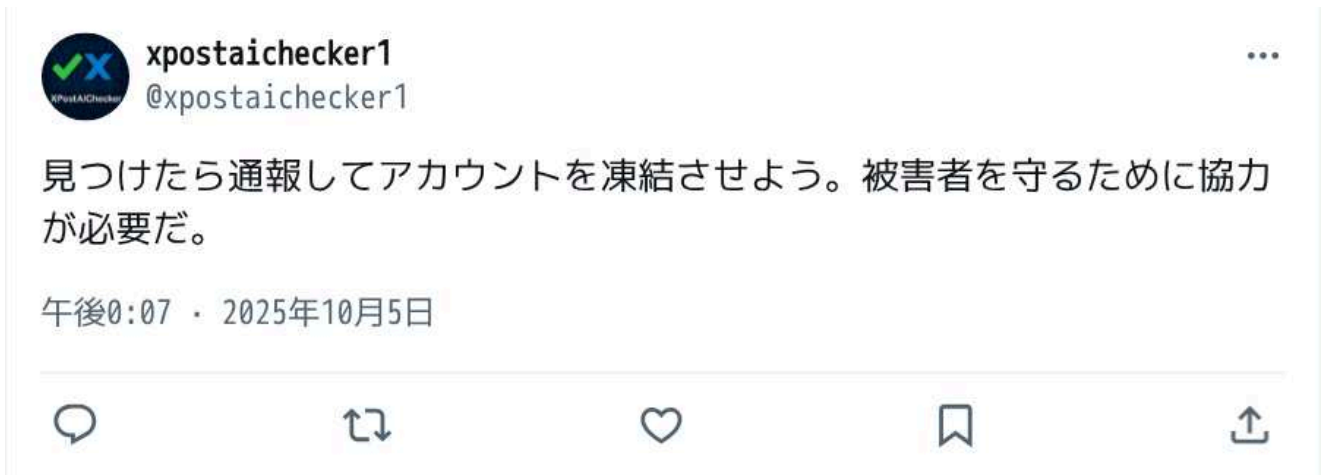 xpostaichecker1
@xpostaichecker1
XPostAIChecker
見つけたら通報してアカウントを凍結させよう。被害者を守るために協力
が必要だ。
午後0:07 · 2025年10月5日